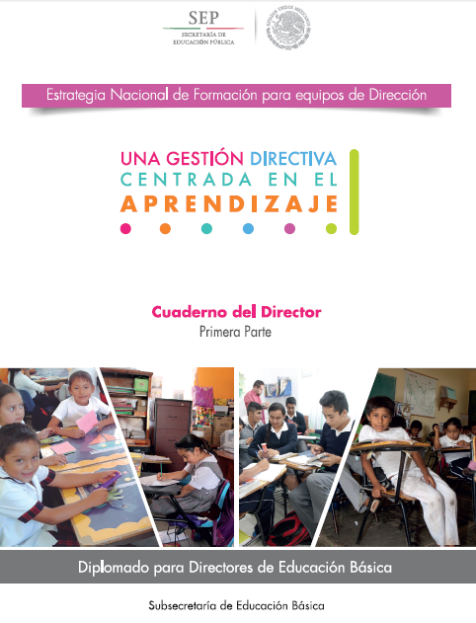 SEP
SECRETARÍA DE
EDUCACIÓN PÚBLICA
Estrategia Nacional de Formación para equipos de Dirección
UNA GESTIÓN DIRECTIVA
CENTRADA EN EL
APRENDIZAJE
Cuaderno del Director
Primera Parte
Diplomado para Directores de Educación Básica
Subsecretaría de Educación Básica